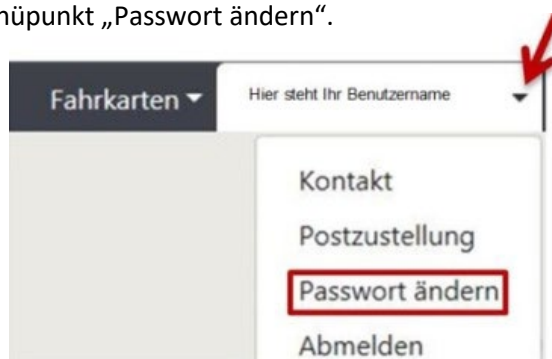 nüpunkt „Passwort ändern“.
Fahrkarten
Hier steht Ihr Benutzername
Kontakt
Postzustellung
Passwort ändern
Abmelden